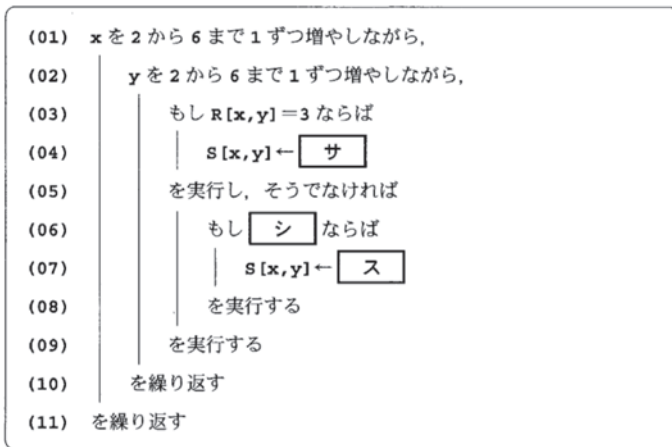 (01) xを2から6まで1ずつ増やしながら，
(02) yを2から6まで1ずつ増やしながら，
(03) もしR[x,y]=3ならば
(04) S[x,y]← サ
(05) を実行し，そうでなければ
(06) もし シ ならば
(07) S[x,y]← ス
(08) を実行する
(09) を実行する
(10) を繰り返す
(11) を繰り返す